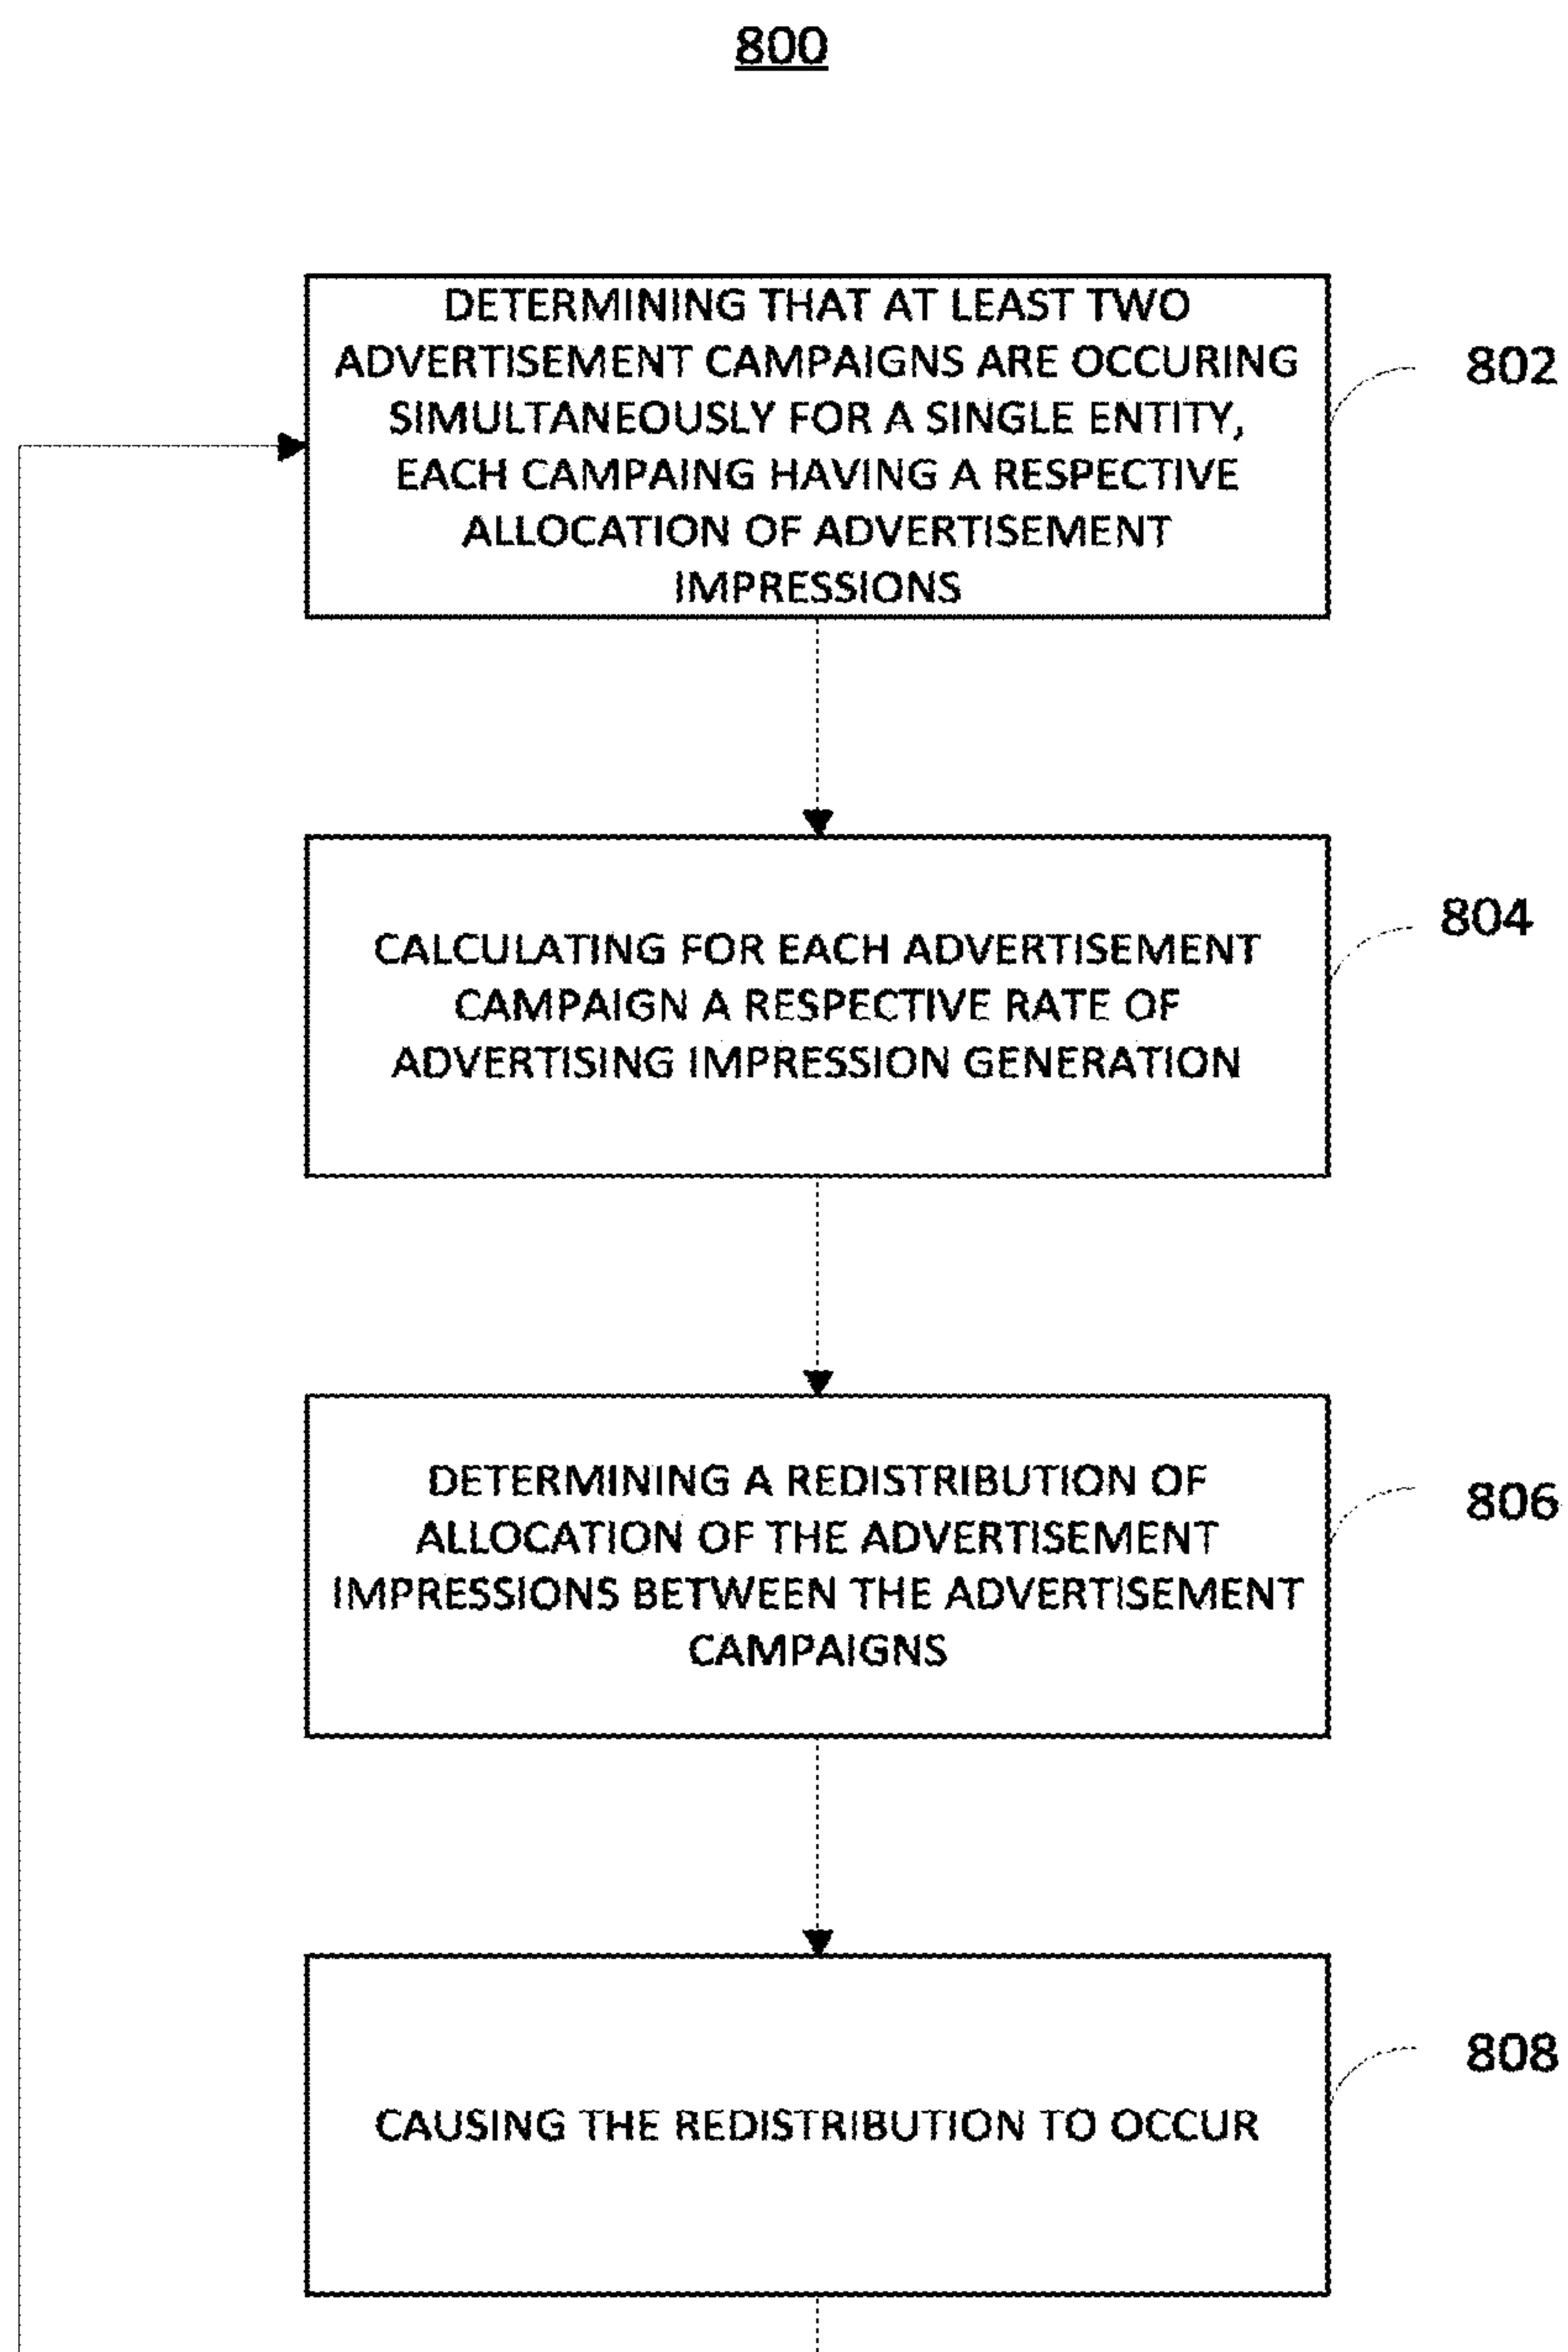 800
DETERMINING THAT AT LEAST TWO
ADVERTISEMENT CAMPAIGNS ARE OCCURING
SIMULTANEOUSLY FOR A SINGLE ENTITY,
EACH CAMPAING HAVING A RESPECTIVE
ALLOCATION OF ADVERTISEMENT
IMPRESSIONS
802
CALCULATING FOR EACH ADVERTISEMENT
CAMPAIGN A RESPECTIVE RATE OF
ADVERTISING IMPRESSION GENERATION
804
DETERMINING A REDISTRIBUTION OF
ALLOCATION OF THE ADVERTISEMENT
IMPRESSIONS BETWEEN THE ADVERTISEMENT
CAMPAIGNS
806
CAUSING THE REDISTRIBUTION TO OCCUR
808